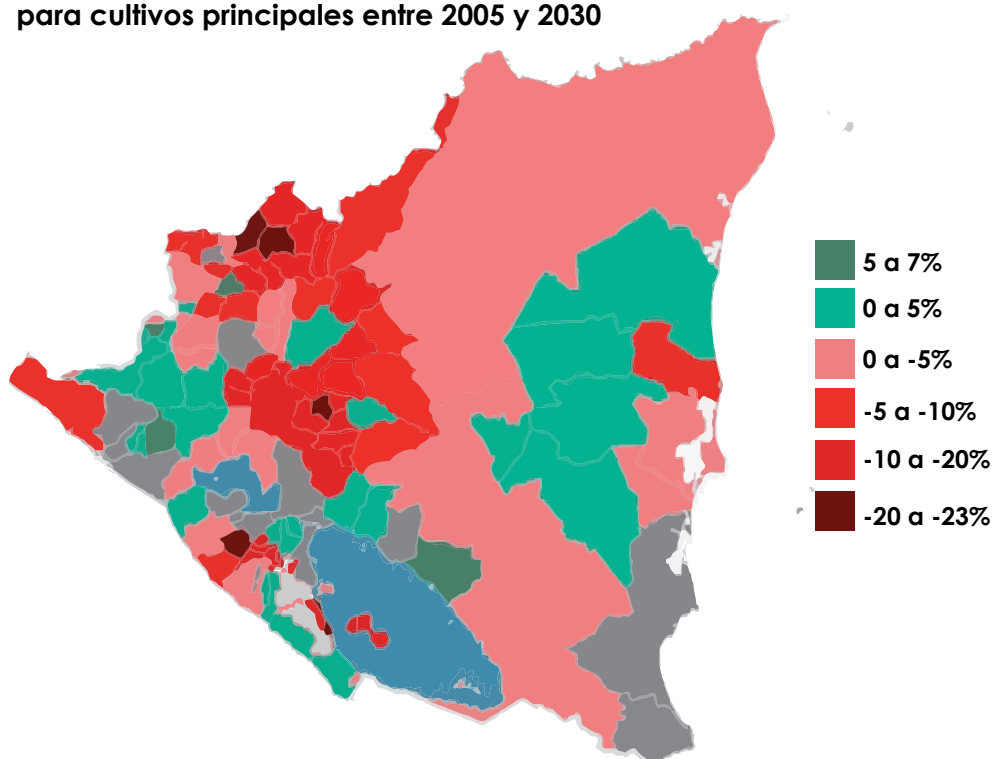 para cultivos principales entre 2005 y 2030
5 a 7%
0 a 5%
0 a -5%
-5 a -10%
-10 a -20%
-20 a -23%